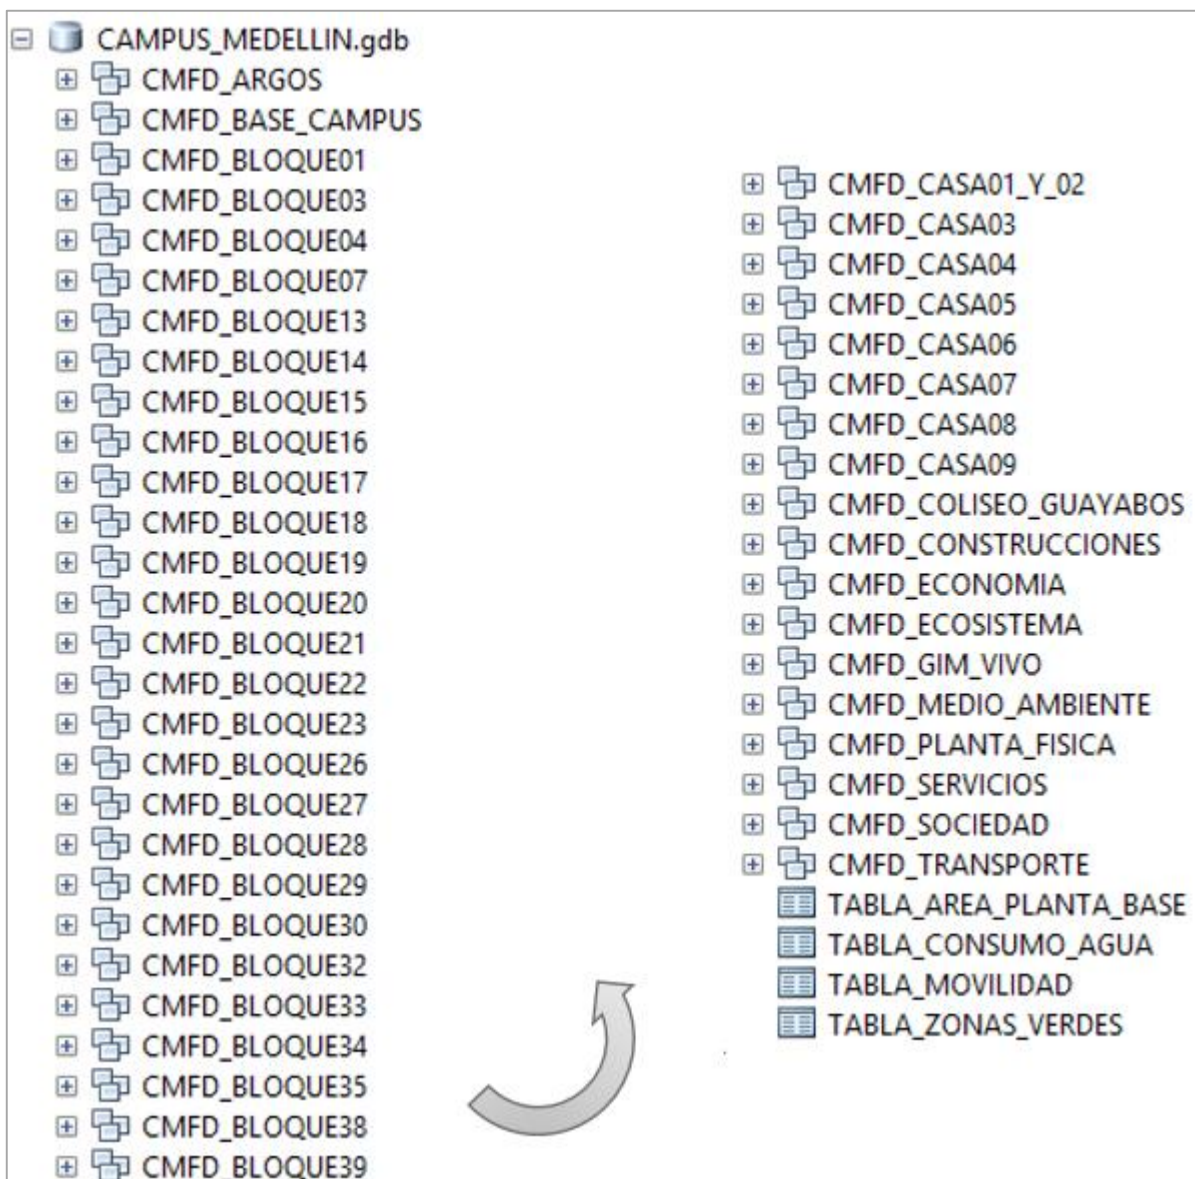 CAMPUS_MEDELLIN.gdb
CMFD_ARGOS
CMFD_BASE_CAMPUS
CMFD_BLOQUE01
CMFD_BLOQUE03
CMFD_BLOQUE04
CMFD_BLOQUE07
CMFD_BLOQUE13
CMFD_BLOQUE14
CMFD_BLOQUE15
CMFD_BLOQUE16
CMFD_BLOQUE17
CMFD_BLOQUE18
CMFD_BLOQUE19
CMFD_BLOQUE20
CMFD_BLOQUE21
CMFD_BLOQUE22
CMFD_BLOQUE23
CMFD_BLOQUE26
CMFD_BLOQUE27
CMFD_BLOQUE28
CMFD_BLOQUE29
CMFD_BLOQUE30
CMFD_BLOQUE32
CMFD_BLOQUE33
CMFD_BLOQUE34
CMFD_BLOQUE35
CMFD_BLOQUE38
CMFD_BLOQUE39
CMFD_CASA01_Y_02
CMFD_CASA03
CMFD_CASA04
CMFD_CASA05
CMFD_CASA06
CMFD_CASA07
CMFD_CASA08
CMFD_CASA09
CMFD_COLISEO_GUAYABOS
CMFD_CONSTRUCCIONES
CMFD_ECONOMIA
CMFD_ECOSISTEMA
CMFD_GIM_VIVO
CMFD_MEDIO_AMBIENTE
CMFD_PLANTA_FISICA
CMFD_SERVICIOS
CMFD_SOCIEDAD
CMFD_TRANSPORTE
TABLA_AREA_PLANTA_BASE
TABLA_CONSUMO_AGUA
TABLA_MOVILIDAD
TABLA_ZONAS_VERDES